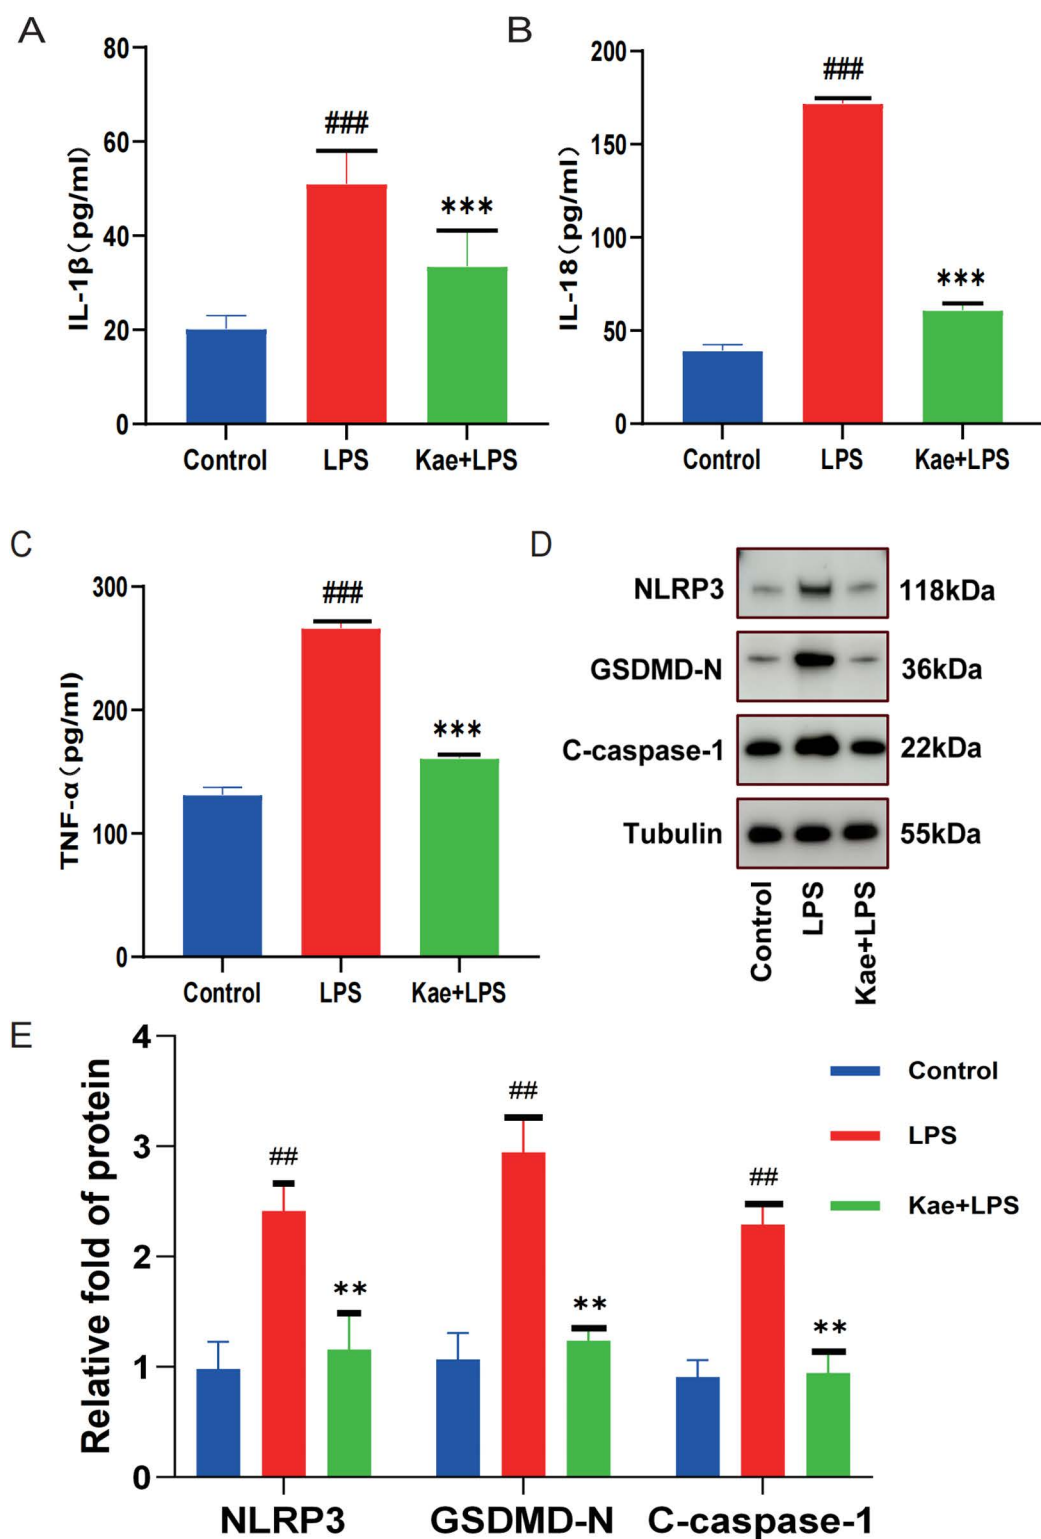 A
IL-1β(pg/ml)
80
60
40
20
0
###
***
Control LPS Kae+LPS
B
IL-18(pg/ml)
200
150
100
50
0
###
***
Control LPS Kae+LPS
C
TNF-α(pg/ml)
300
200
100
0
###
***
Control LPS Kae+LPS
D
NLRP3 118kDa
GSDMD-N 36kDa
C-caspase-1 22kDa
Tubulin 55kDa
Control
LPS
Kae+LPS
E
Relative fold of protein
4
3
2
1
0
##
**
##
**
##
**
NLRP3 GSDMD-N C-caspase-1
Control
LPS
Kae+LPS